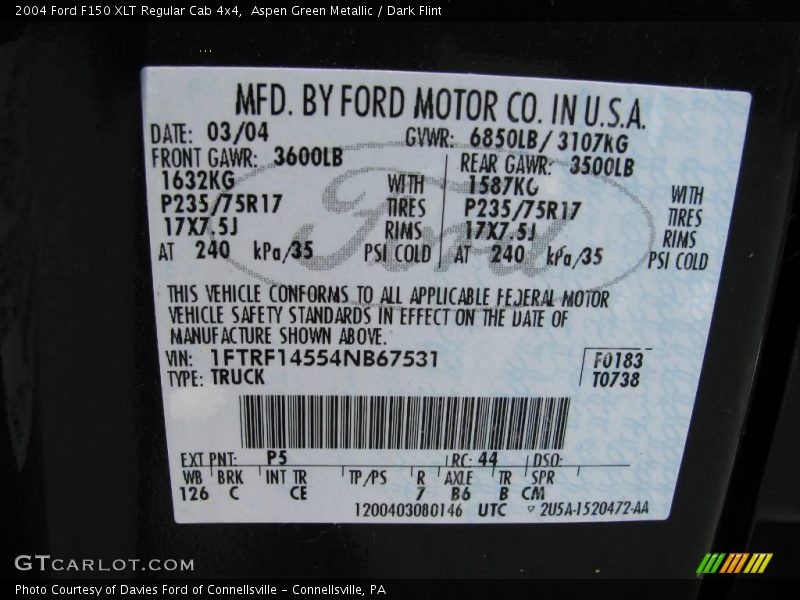 2004 Ford F150 XLT Regular Cab 4x4,  Aspen Green Metallic / Dark Flint
MFD. BY FORD MOTOR CO. IN U.S.A.
DATE: 03/04 GVWR: 6850LB/ 3107KG
FRONT GAWR: 3600LB REAR GAWR: 3500LB
1632KG WITH 1587KG WITH
P235/75R17 TIRES P235/75R17 TIRES
17X7.5J RIMS 17X7.5J RIMS
AT 240 kPa/35 PSI COLD AT 240 kPa/35 PSI COLD
Ford
THIS VEHICLE CONFORMS TO ALL APPLICABLE FEDERAL MOTOR
VEHICLE SAFETY STANDARDS IN EFFECT ON THE DATE OF
MANUFACTURE SHOWN ABOVE.
VIN: 1FTRF14554NB67531 F0183
TYPE: TRUCK T0738
EXT PNT: P5 RC: 44 DSO:
WB BRK INT TR TP/PS R AXLE TR SPR
126 C CE 7 B6 B CM
1200403080146 UTC ▽ 2U5A-1520472-AA
GTCARLOT.COM
Photo Courtesy of Davies Ford of Connellsville - Connellsville, PA